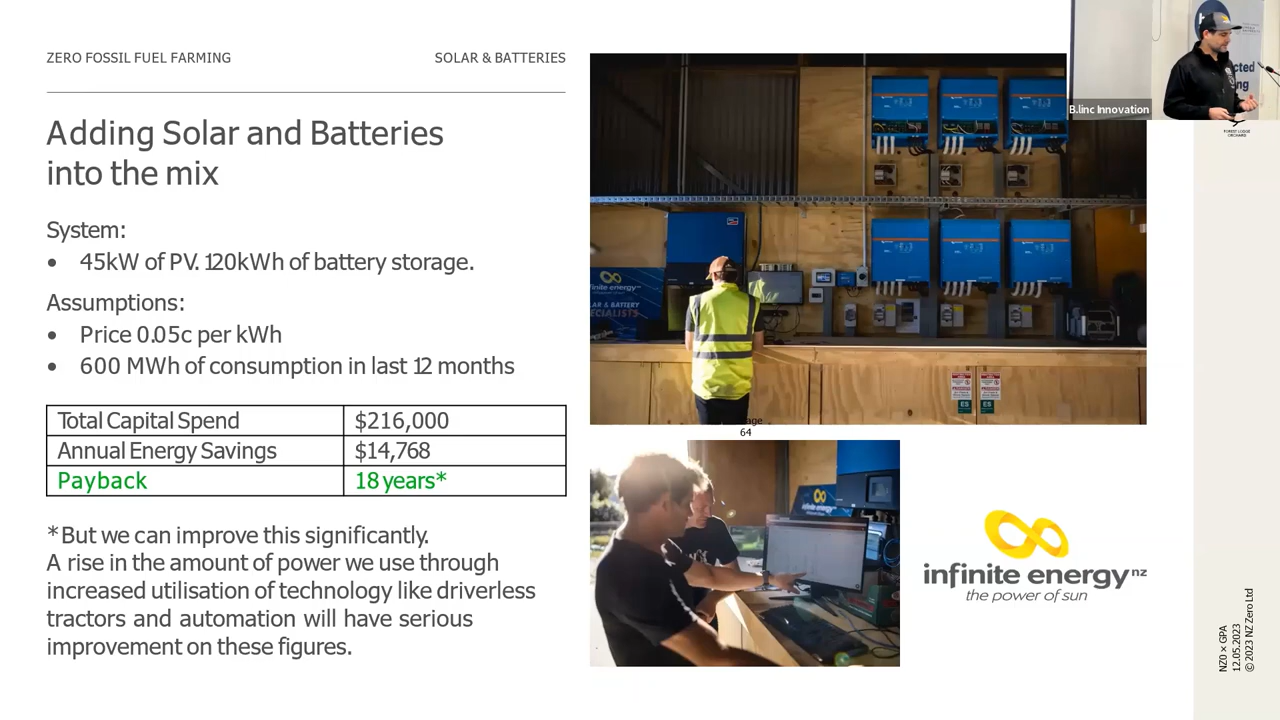 ZERO FOSSIL FUEL FARMING
SOLAR & BATTERIES
Adding Solar and Batteries
into the mix
System:
• 45kW of PV. 120kWh of battery storage.
Assumptions:
• Price 0.05c per kWh
• 600 MWh of consumption in last 12 months
Total Capital Spend $216,000
Annual Energy Savings $14,768
Payback 18 years*
*But we can improve this significantly.
A rise in the amount of power we use through
increased utilisation of technology like driverless
tractors and automation will have serious
improvement on these figures.
64
infinite energy nz
the power of sun
B.linc Innovation
FOREST LODGE
ORCHARD
NZ0 × GPA
12.05.2023
© 2023 NZ Zero Ltd